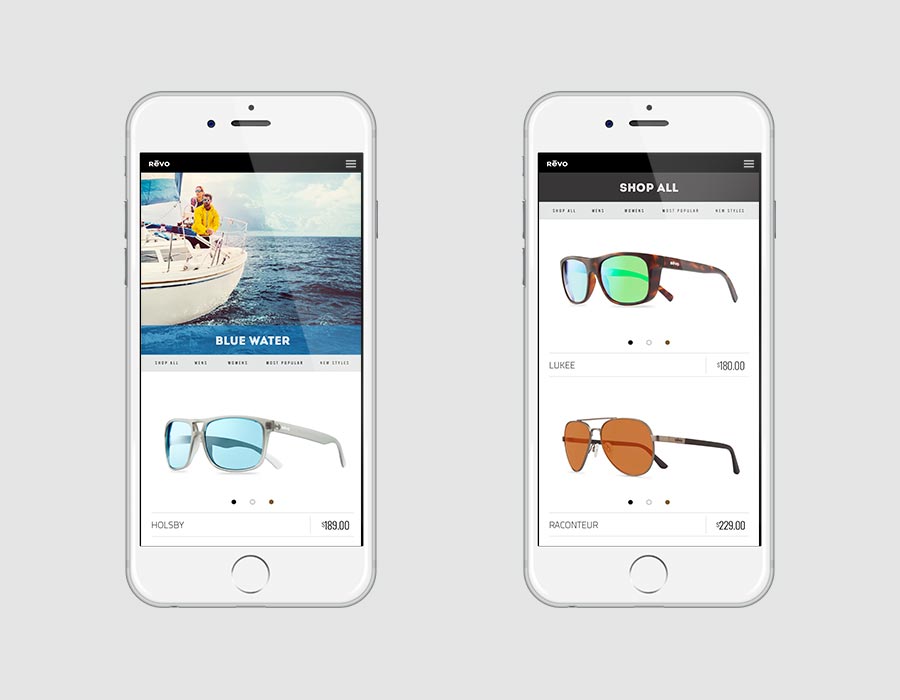 Rēvo
BLUE WATER
SHOP ALL MENS WOMENS MOST POPULAR NEW STYLES
HOLSBY $189.00
Rēvo
SHOP ALL
SHOP ALL MENS WOMENS MOST POPULAR NEW STYLES
rēvo
LUKEE $180.00
RACONTEUR $229.00